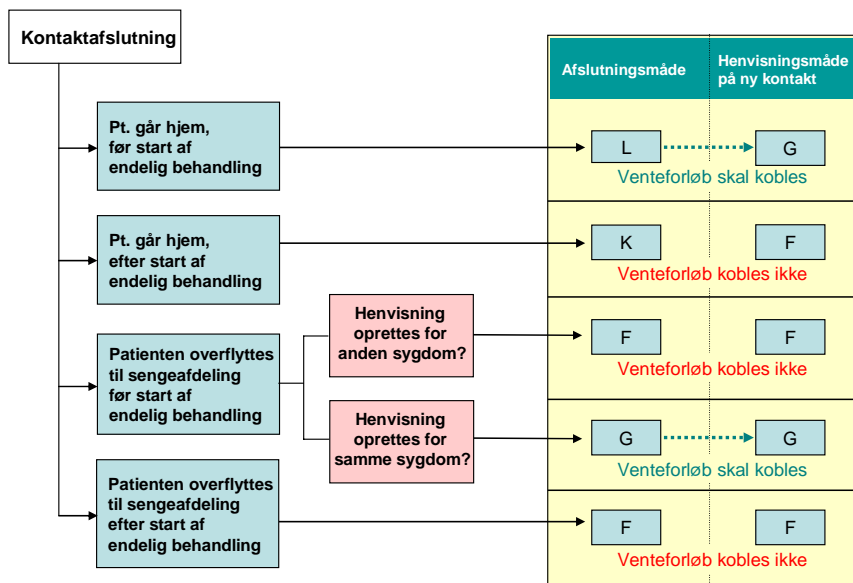 Kontaktafslutning
Afslutningsmåde
Henvisningsmåde
på ny kontakt
Pt. går hjem,
før start af
endelig behandling
L
G
Venteforløb skal kobles
Pt. går hjem,
efter start af
endelig behandling
K
F
Venteforløb kobles ikke
Patienten overflyttes
til sengeafdeling
før start af
endelig behandling
Henvisning
oprettes for
anden sygdom?
F
F
Venteforløb kobles ikke
Henvisning
oprettes for
samme sygdom?
G
G
Venteforløb skal kobles
Patienten overflyttes
til sengeafdeling
efter start af
endelig behandling
F
F
Venteforløb kobles ikke